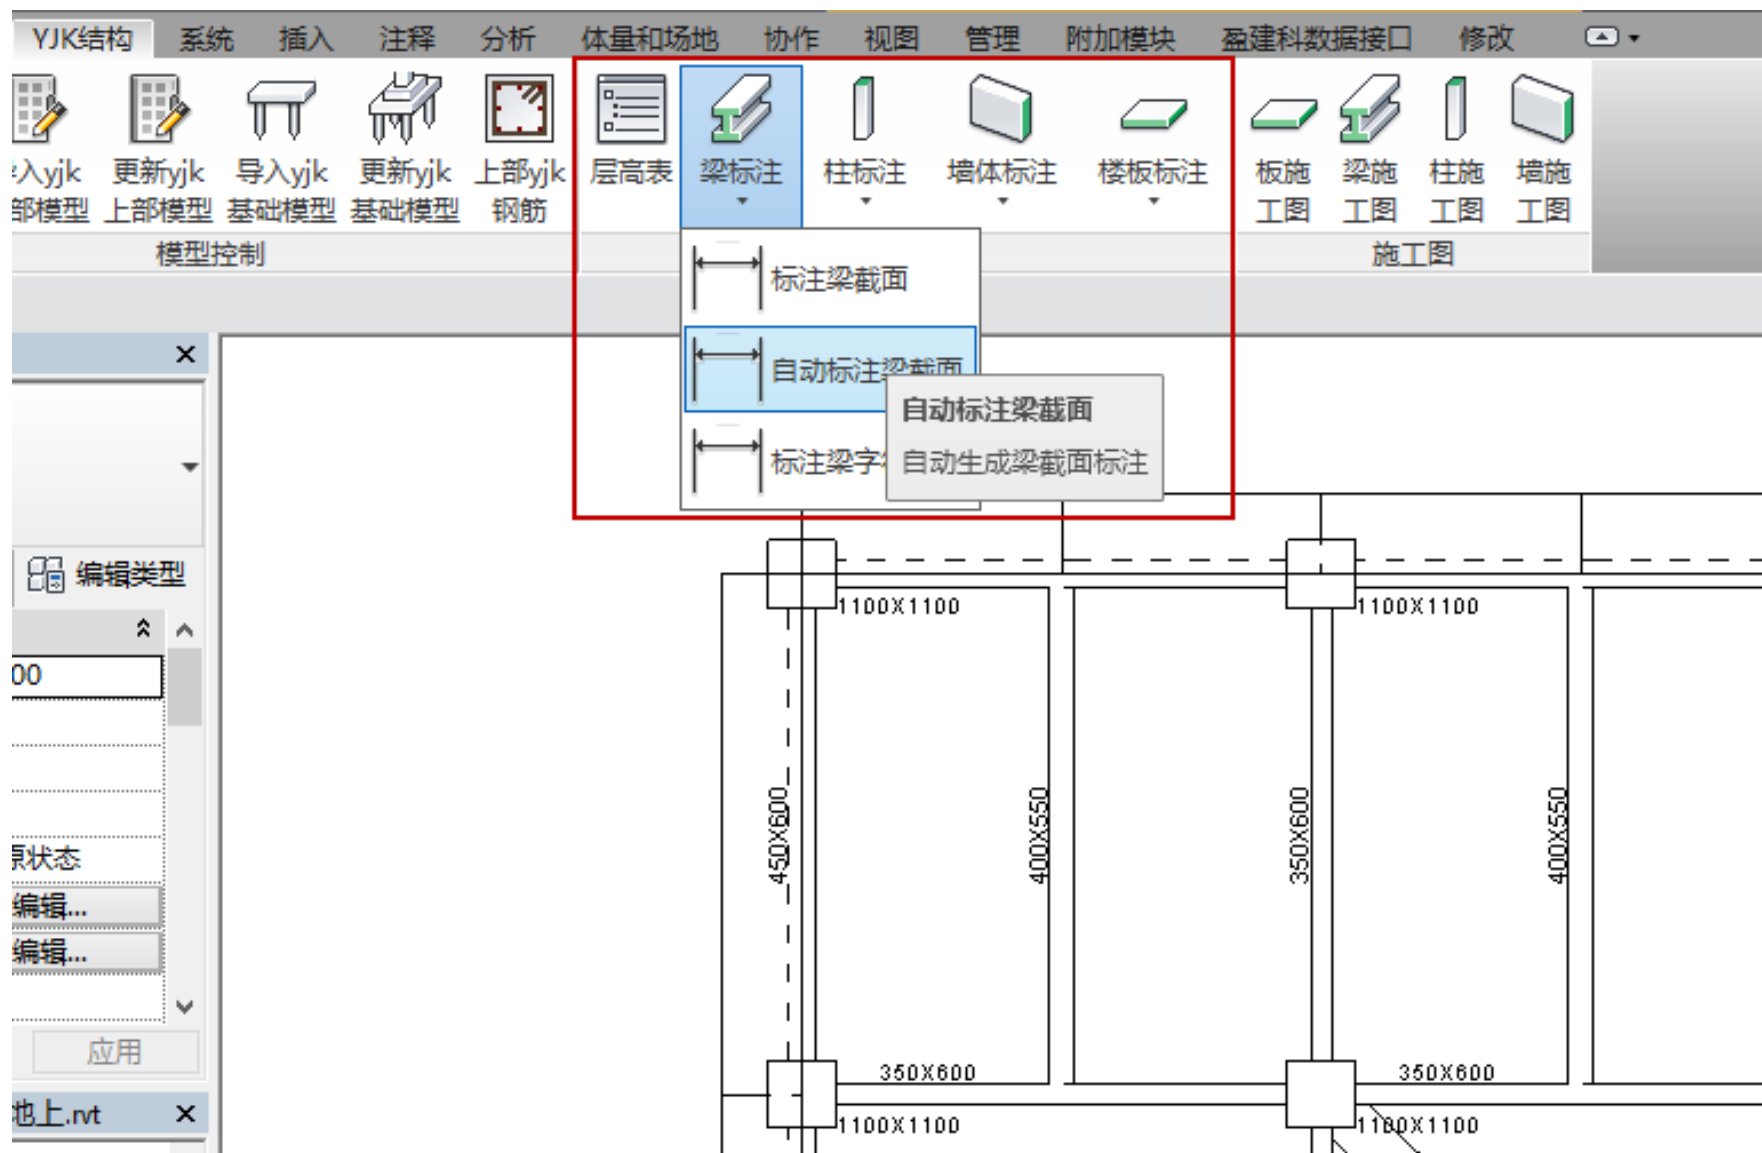 YJK结构 系统 插入 注释 分析 体量和场地 协作 视图 管理 附加模块 盈建科数据接口 修改
入yjk 更新yjk 导入yjk 更新yjk 上部yjk 层高表 梁标注 柱标注 墙体标注 楼板标注 板施 梁施 柱施 墙施
部模型 上部模型 基础模型 基础模型 钢筋 工图 工图 工图 工图
模型控制 施工图
标注梁截面
自动标注梁截面
标注梁字
自动标注梁截面
自动生成梁截面标注
编辑类型
00
原状态
编辑...
编辑...
应用
地上.rvt
1100X1100 1100X1100
450X600 400X550 350X600 400X550
350X600 350X600
1100X1100 1100X1100